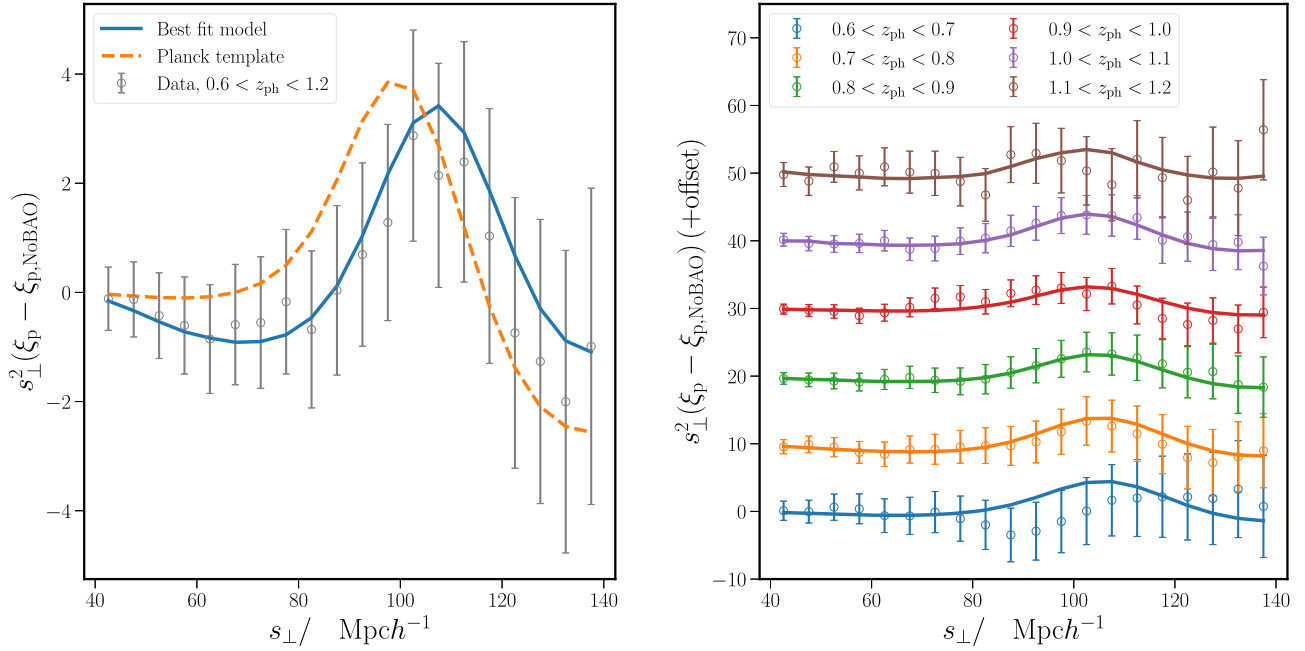 Best fit model
Planck template
Data, 0.6 < z_ph < 1.2
4
2
0
−2
−4
s⊥²(ξp − ξp,NoBAO)
40 60 80 100 120 140
s⊥/ Mpch⁻¹
0.6 < z_ph < 0.7 0.9 < z_ph < 1.0
0.7 < z_ph < 0.8 1.0 < z_ph < 1.1
0.8 < z_ph < 0.9 1.1 < z_ph < 1.2
70
60
50
40
30
20
10
0
−10
s⊥²(ξp − ξp,NoBAO) (+offset)
40 60 80 100 120 140
s⊥/ Mpch⁻¹